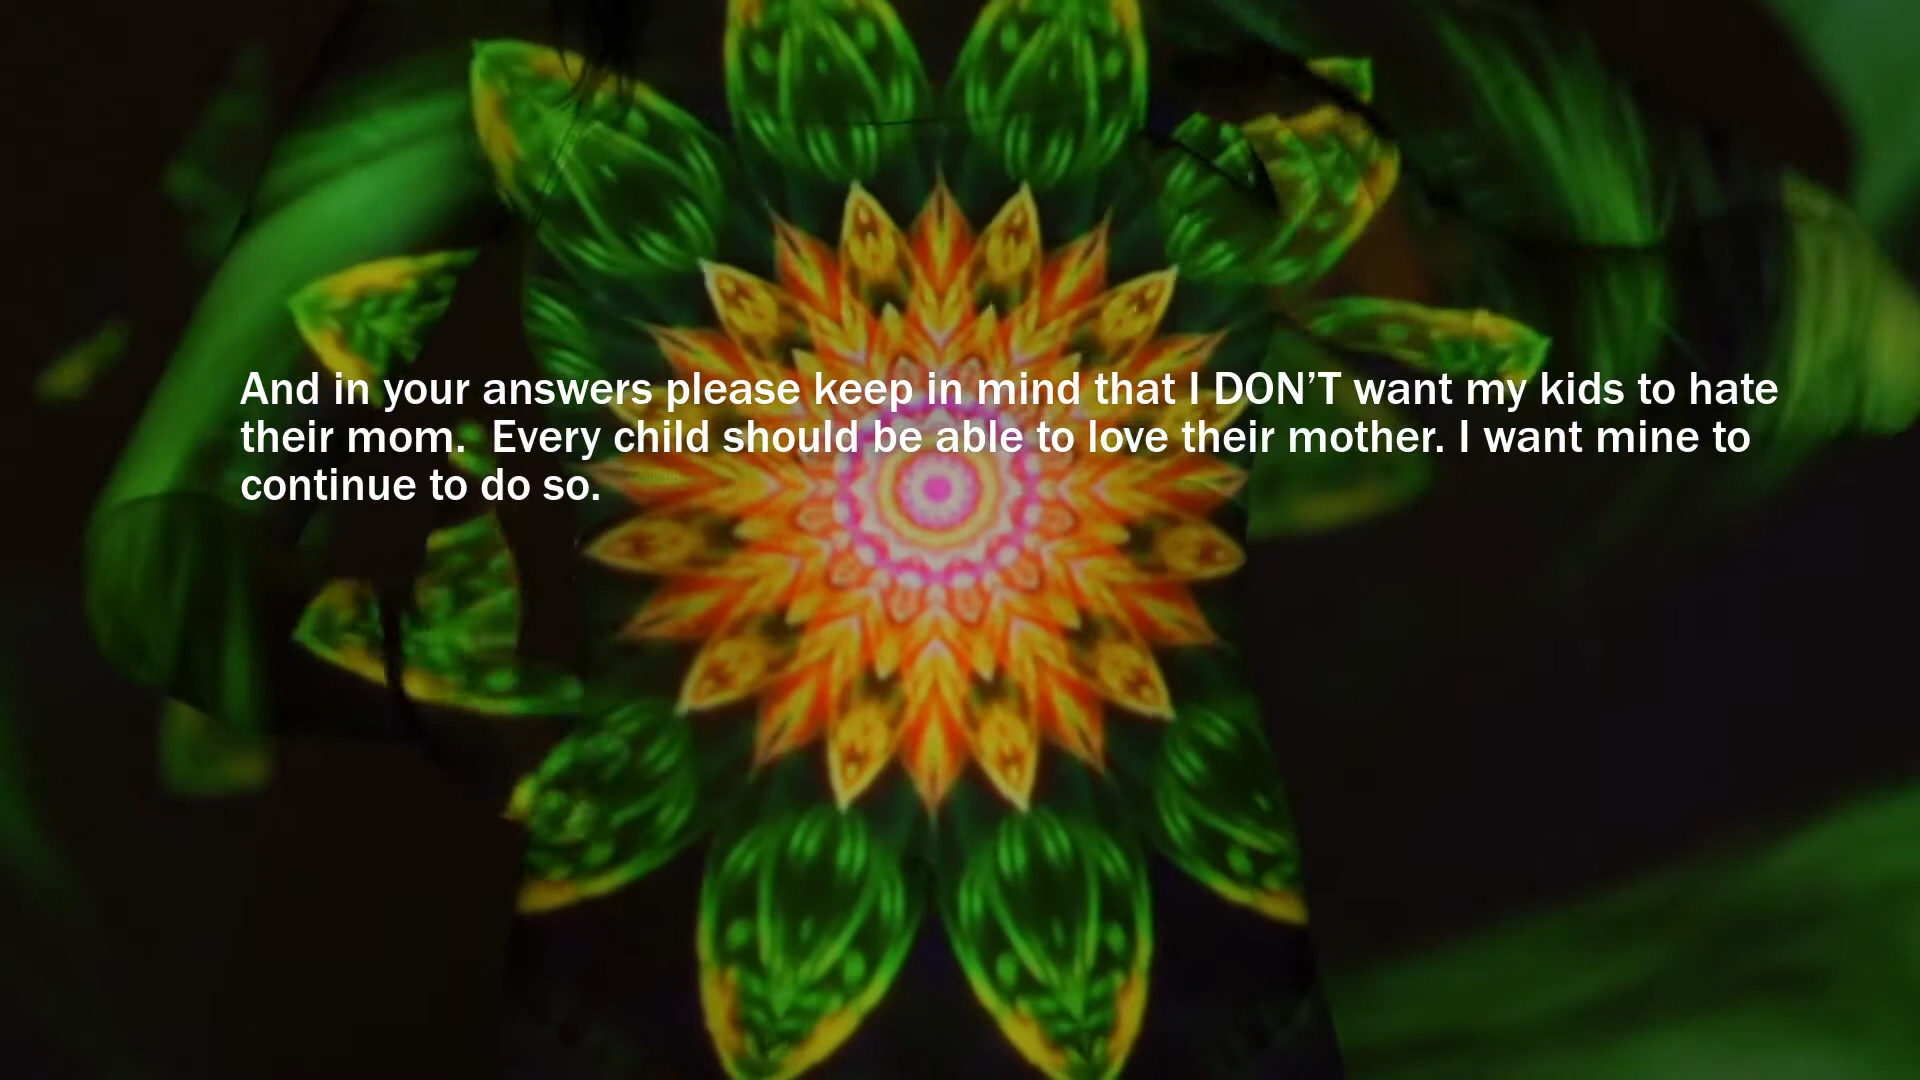 And in your answers please keep in mind that I DON’T want my kids to hate
their mom.  Every child should be able to love their mother. I want mine to
continue to do so.